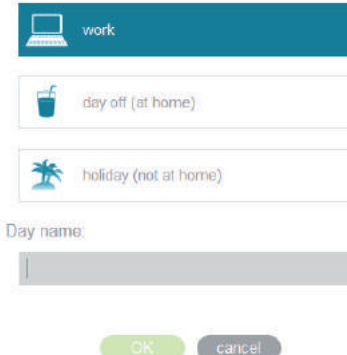 work
day off (at home)
holiday (not at home)
Day name:
OK cancel